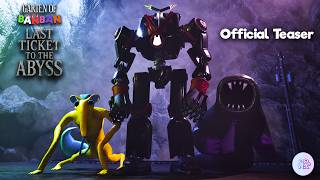 GARTEN OF
BANBAN
LAST
TICKET
TO THE
ABYSS
Official Teaser